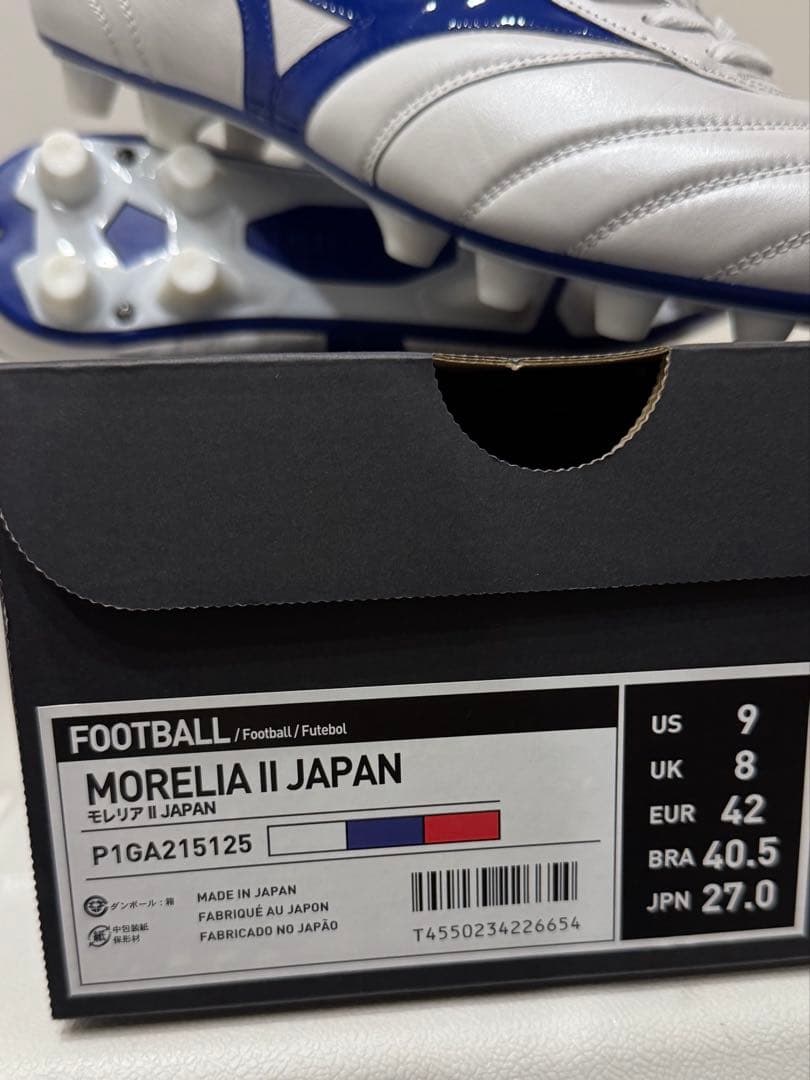 FOOTBALL / Football / Futebol
MORELIA II JAPAN
モレリア II JAPAN
P1GA215125
ダンボール：箱
中包装紙
保形材
MADE IN JAPAN
FABRIQUÉ AU JAPON
FABRICADO NO JAPÃO
T4550234226654
US 9
UK 8
EUR 42
BRA 40.5
JPN 27.0